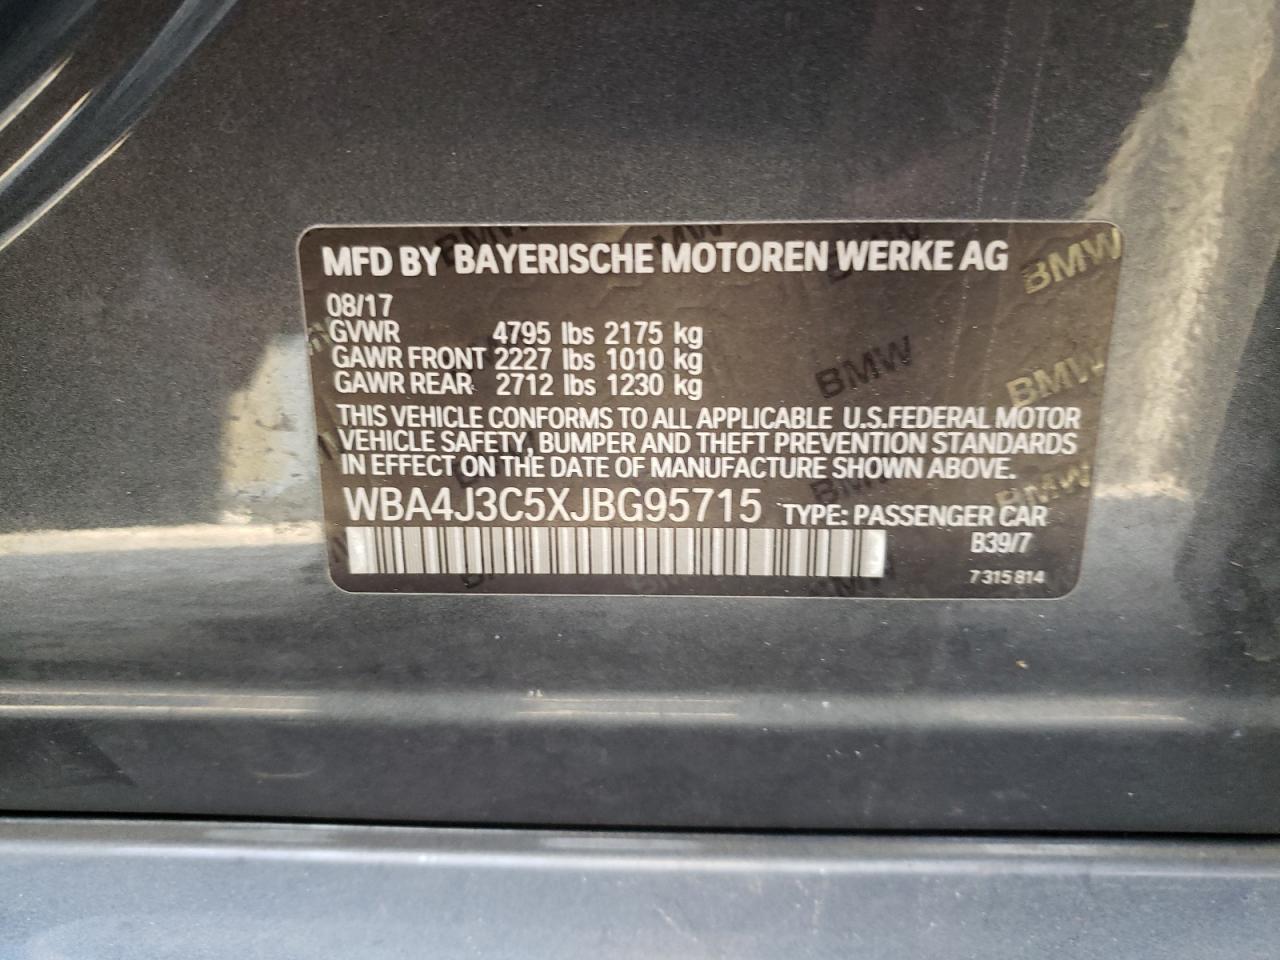 MFD BY BAYERISCHE MOTOREN WERKE AG
08/17
GVWR 4795 lbs 2175 kg
GAWR FRONT 2227 lbs 1010 kg
GAWR REAR 2712 lbs 1230 kg
THIS VEHICLE CONFORMS TO ALL APPLICABLE U.S.FEDERAL MOTOR
VEHICLE SAFETY, BUMPER AND THEFT PREVENTION STANDARDS
IN EFFECT ON THE DATE OF MANUFACTURE SHOWN ABOVE.
WBA4J3C5XJBG95715 TYPE: PASSENGER CAR
B39/7
7 315 814
BMW
BMW
BMW